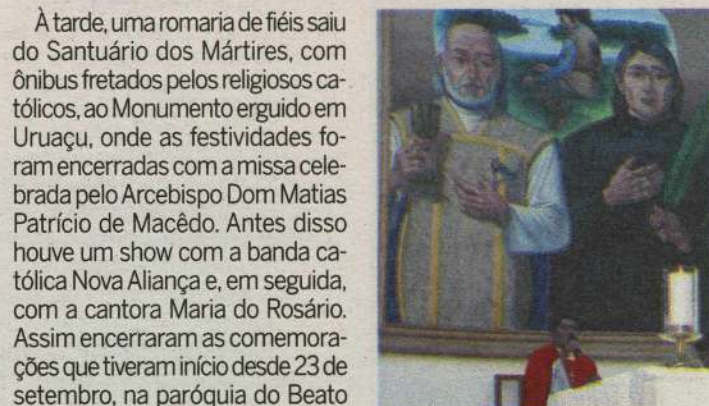 À tarde, uma romaria de fiéis saiu
do Santuário dos Mártires, com
ônibus fretados pelos religiosos ca-
tólicos, ao Monumento erguido em
Uruaçu, onde as festividades fo-
ram encerradas com a missa cele-
brada pelo Arcebispo Dom Matias
Patrício de Macêdo. Antes disso
houve um show com a banda ca-
tólica Nova Aliança e, em seguida,
com a cantora Maria do Rosário.
Assim encerraram as comemora-
ções que tiveram início desde 23 de
setembro, na paróquia do Beato